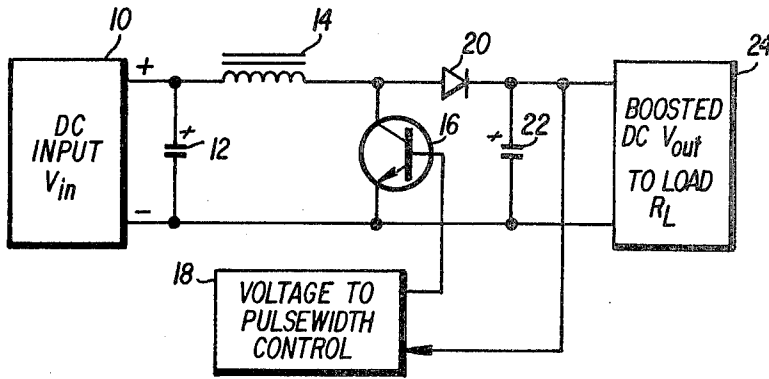 10
14
20
24
+
DC
INPUT
Vin
+
12
16
+
22
BOOSTED
DC Vout
TO LOAD
RL
-
18
VOLTAGE TO
PULSEWIDTH
CONTROL